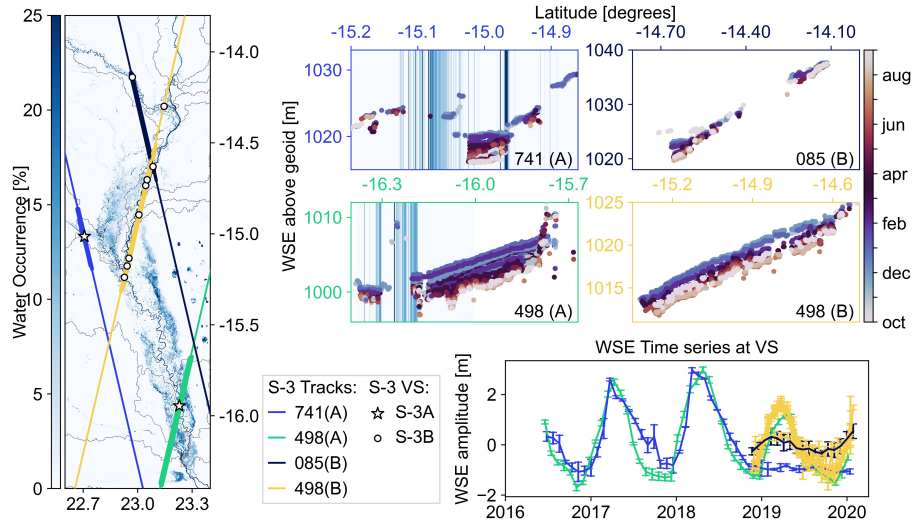 Latitude [degrees]
-15.2 -15.1 -15.0 -14.9
-14.70 -14.40 -14.10
25
20
15
10
5
0
Water Occurrence [%]
22.7 23.0 23.3
-14.0
-14.5
-15.0
-15.5
-16.0
WSE above geoid [m]
1030
1020
741 (A)
1040
1030
1020
085 (B)
-16.3 -16.0 -15.7
1010
1000
498 (A)
-15.2 -14.9 -14.6
1025
1015
498 (B)
aug
jun
apr
feb
dec
oct
S-3 Tracks: S-3 VS:
741(A) S-3A
498(A) S-3B
085(B)
498(B)
WSE Time series at VS
WSE amplitude [m]
2
0
−2
2016 2017 2018 2019 2020